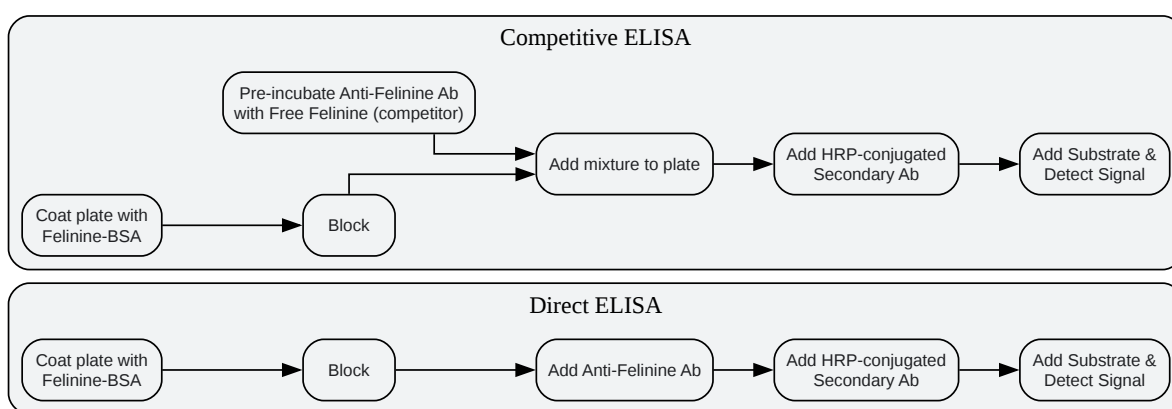 Competitive ELISA
Pre-incubate Anti-Felinine Ab
with Free Felinine (competitor)
Coat plate with
Felinine-BSA
Block
Add mixture to plate
Add HRP-conjugated
Secondary Ab
Add Substrate &
Detect Signal
Direct ELISA
Coat plate with
Felinine-BSA
Block
Add Anti-Felinine Ab
Add HRP-conjugated
Secondary Ab
Add Substrate &
Detect Signal